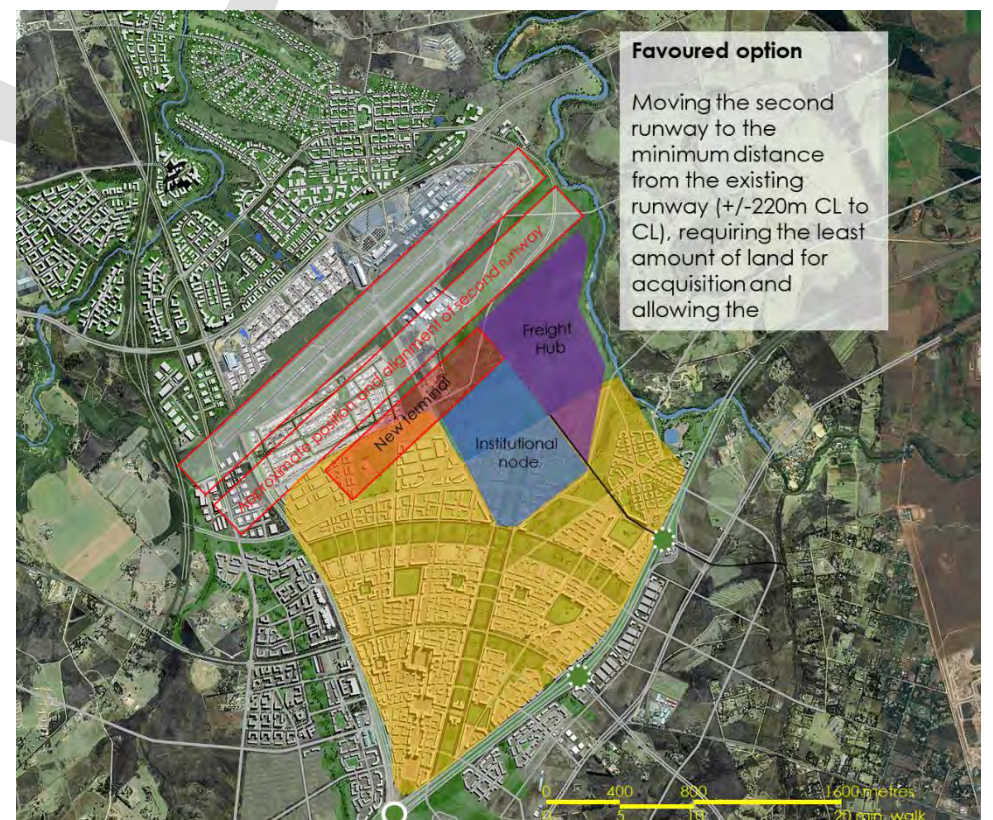 Favoured option
Moving the second
runway to the
minimum distance
from the existing
runway (+/-220m CL to
CL), requiring the least
amount of land for
acquisition and
allowing the
Approximate position and alignment of second runway
Freight
Hub
New terminal
Institutional
node
0 400 800 1600 metres
0 5 10 20 min. walk